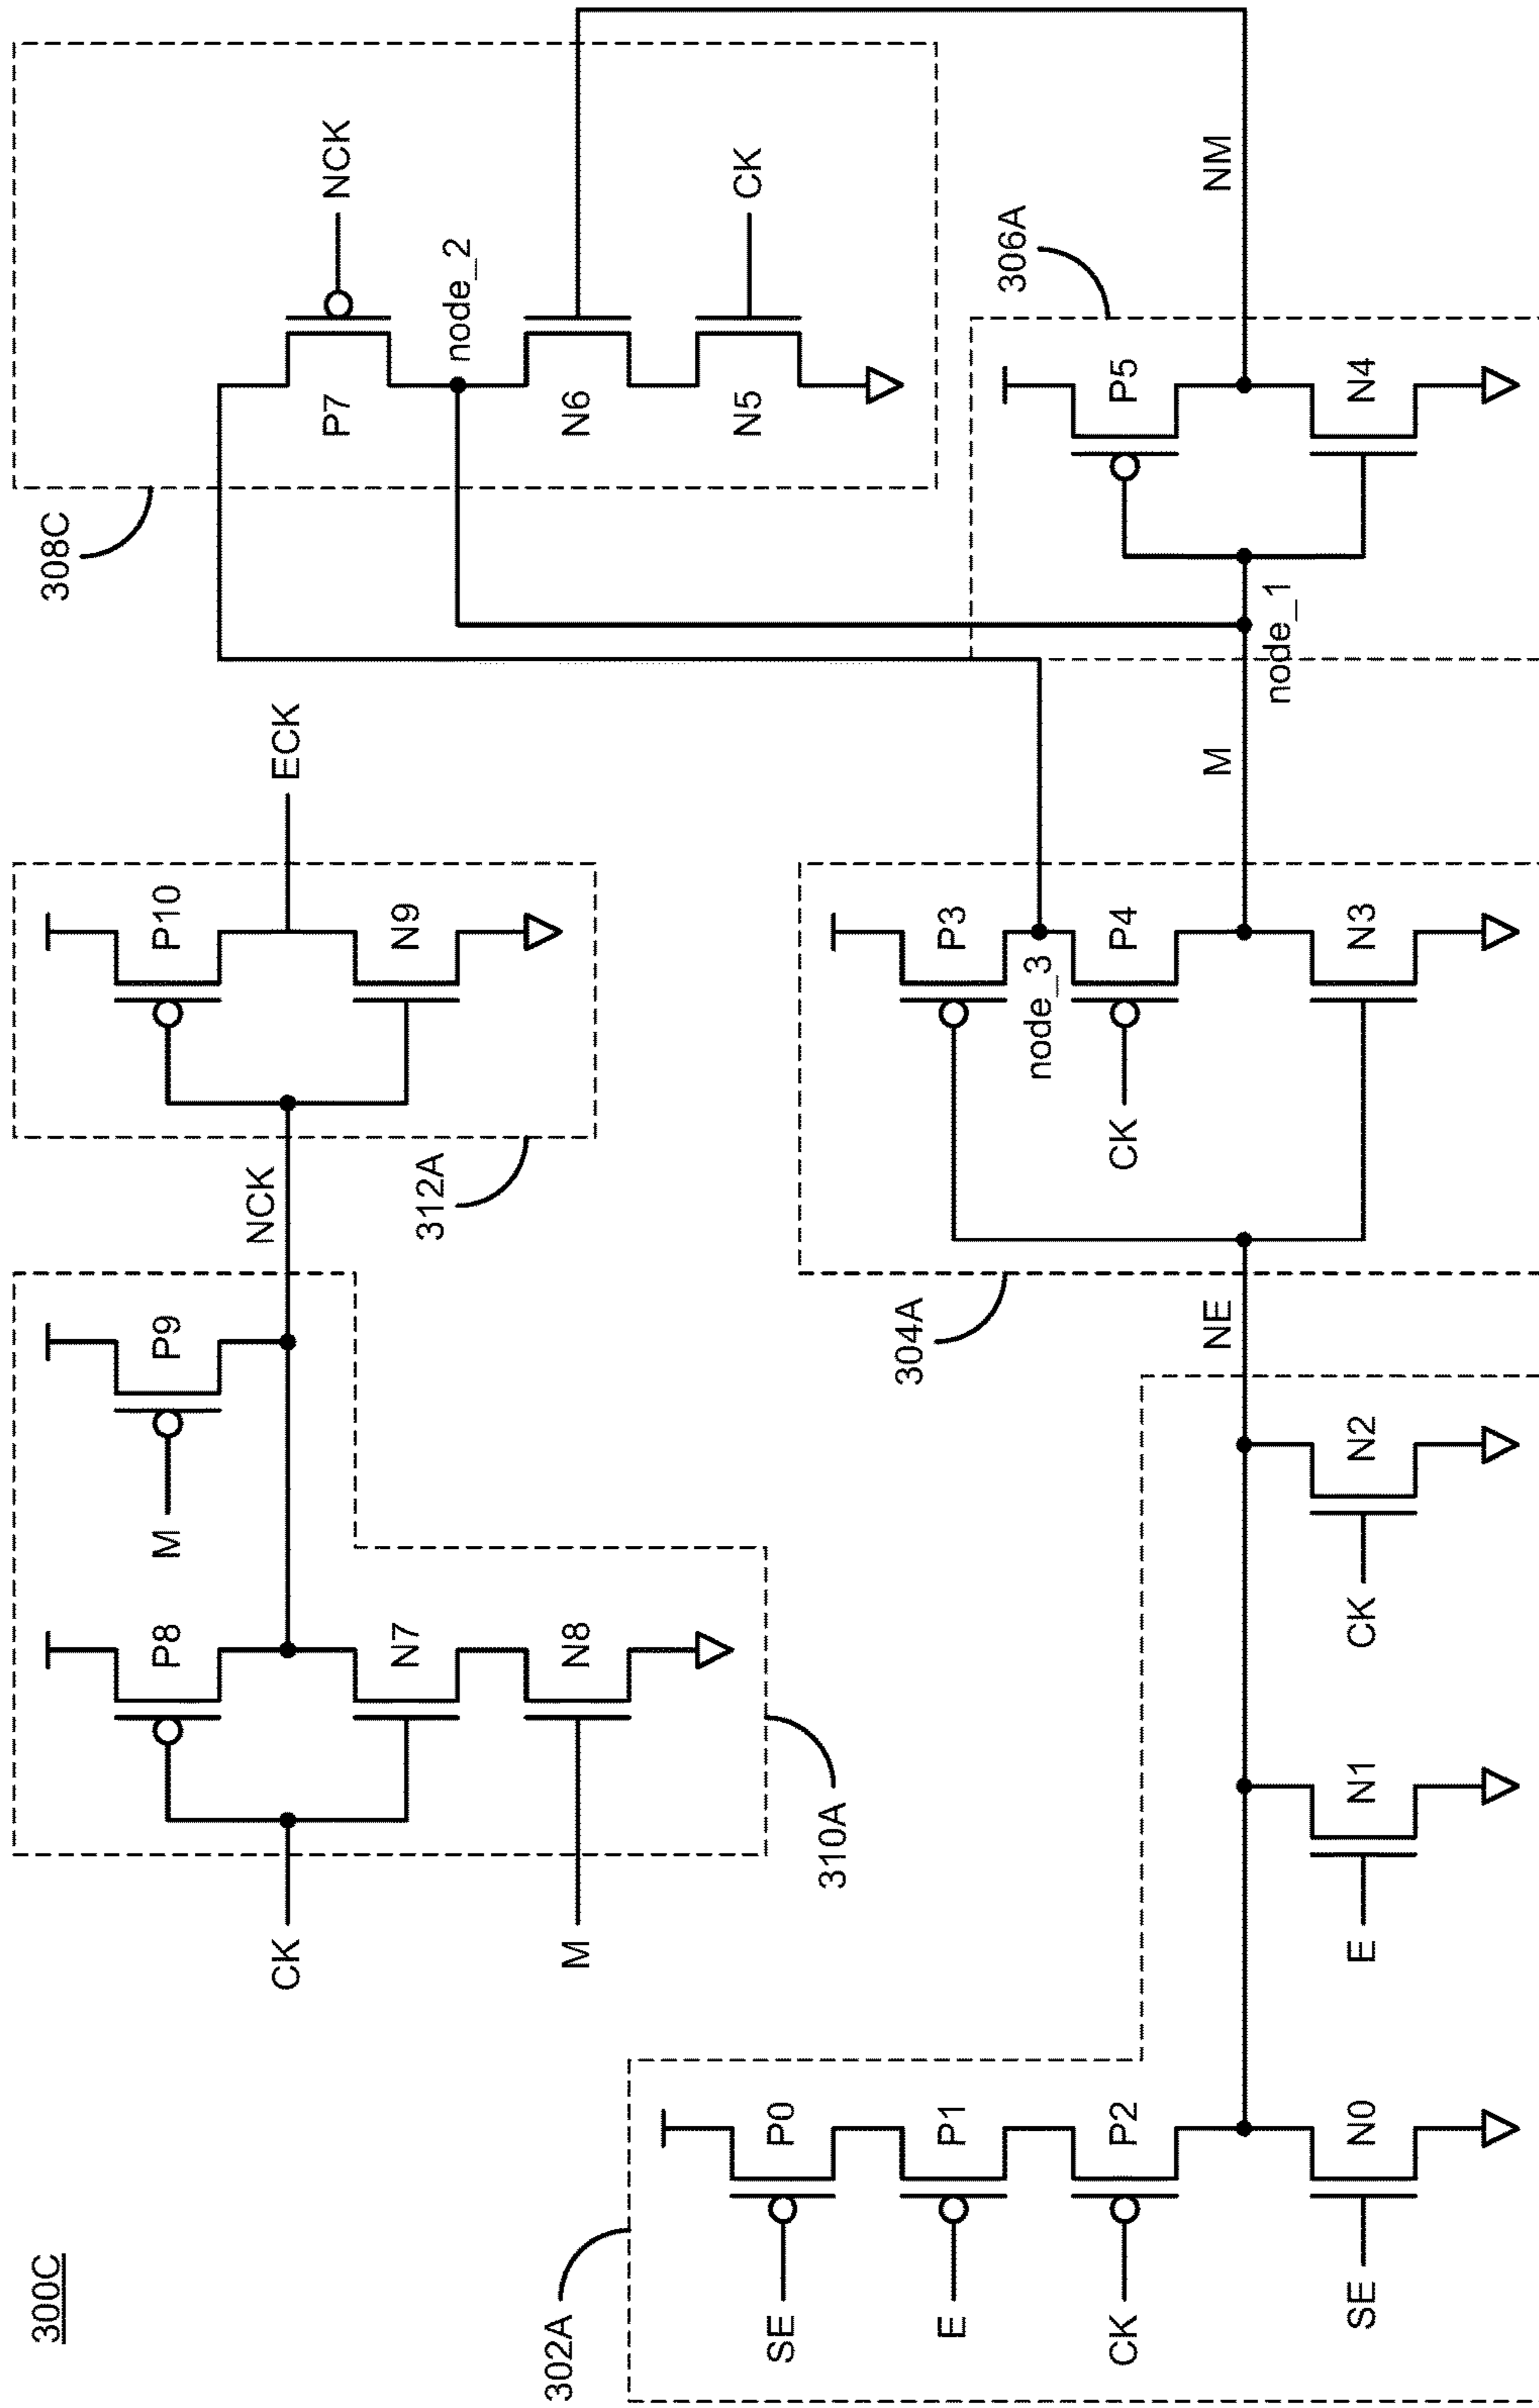 300C
CK
M
P8
N7
N8
M
P9
310A
NCK
P10
N9
312A
ECK
308C
P7
NCK
node_2
N6
N5
CK
302A
SE
P0
E
P1
CK
P2
SE
N0
E
N1
CK
N2
NE
304A
P3
node_3
CK
P4
N3
M
node_1
306A
P5
N4
NM